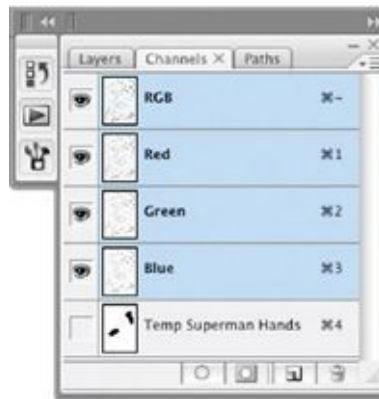 Layers Channels × Paths
RGB ⌘~
Red ⌘1
Green ⌘2
Blue ⌘3
Temp Superman Hands ⌘4